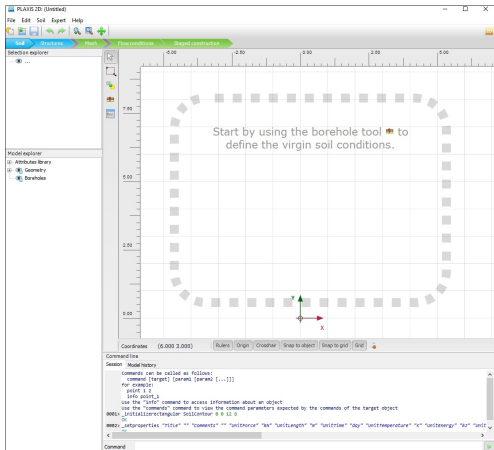 PLAXIS 2D: (Untitled)
File Edit Soil Expert Help
Soil Structures Mesh Flow conditions Staged construction
Selection explorer
...
-5.00 -2.50 0.00 2.50 5.00
7.50
Start by using the borehole tool to
define the virgin soil conditions.
Model explorer
Attributes library
Geometry
Boreholes
5.00
2.50
Y
0.00
X
Coordinates (6.000 3.000) Rulers Origin Crosshair Snap to object Snap to grid Grid
Command line
Session Model history
Commands can be called as follows:
command [target] [param1 [param2 [...]]]
for example:
point 1 2
info point_1
Use the "info" command to access information about an object
Use the "commands" command to view the command parameters expected by the commands of the target object
0001> _initializerectangular SoilContour 0 0 12 8
OK
0002> _setproperties "Title" "" "Comments" "" "UnitForce" "kN" "UnitLength" "m" "UnitTime" "day" "UnitTemperature" "K" "UnitEnergy" "kJ" "Unit
Command